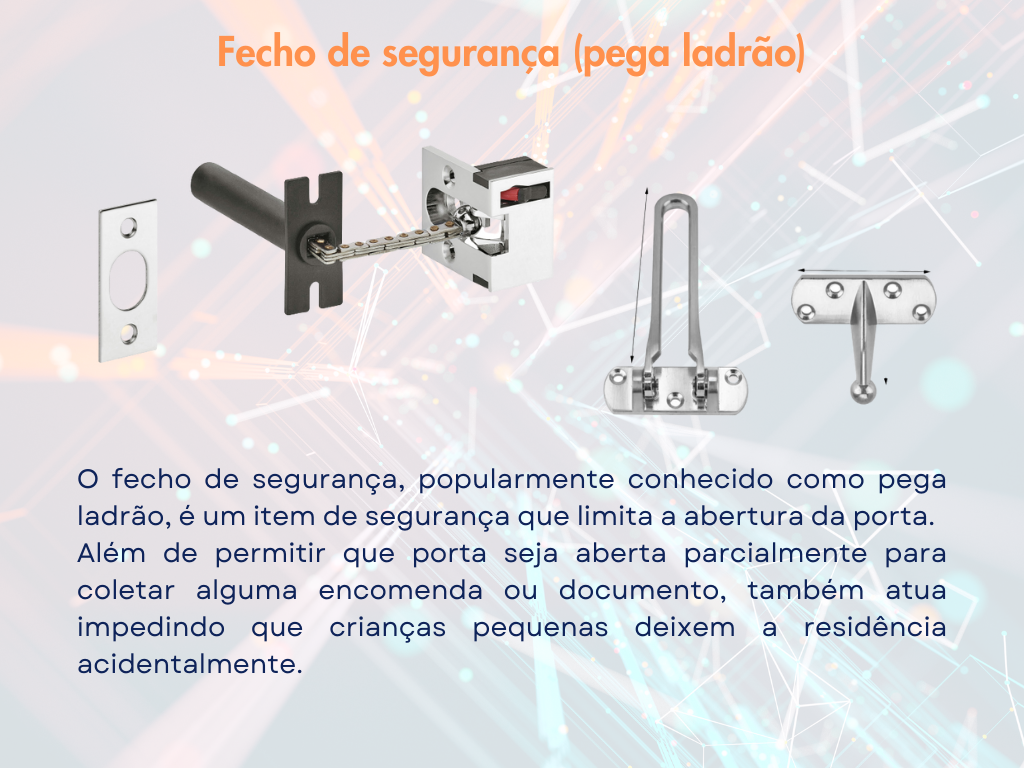 Fecho de segurança (pega ladrão)
O fecho de segurança, popularmente conhecido como pega
ladrão, é um item de segurança que limita a abertura da porta.
Além de permitir que porta seja aberta parcialmente para
coletar alguma encomenda ou documento, também atua
impedindo que crianças pequenas deixem a residência
acidentalmente.